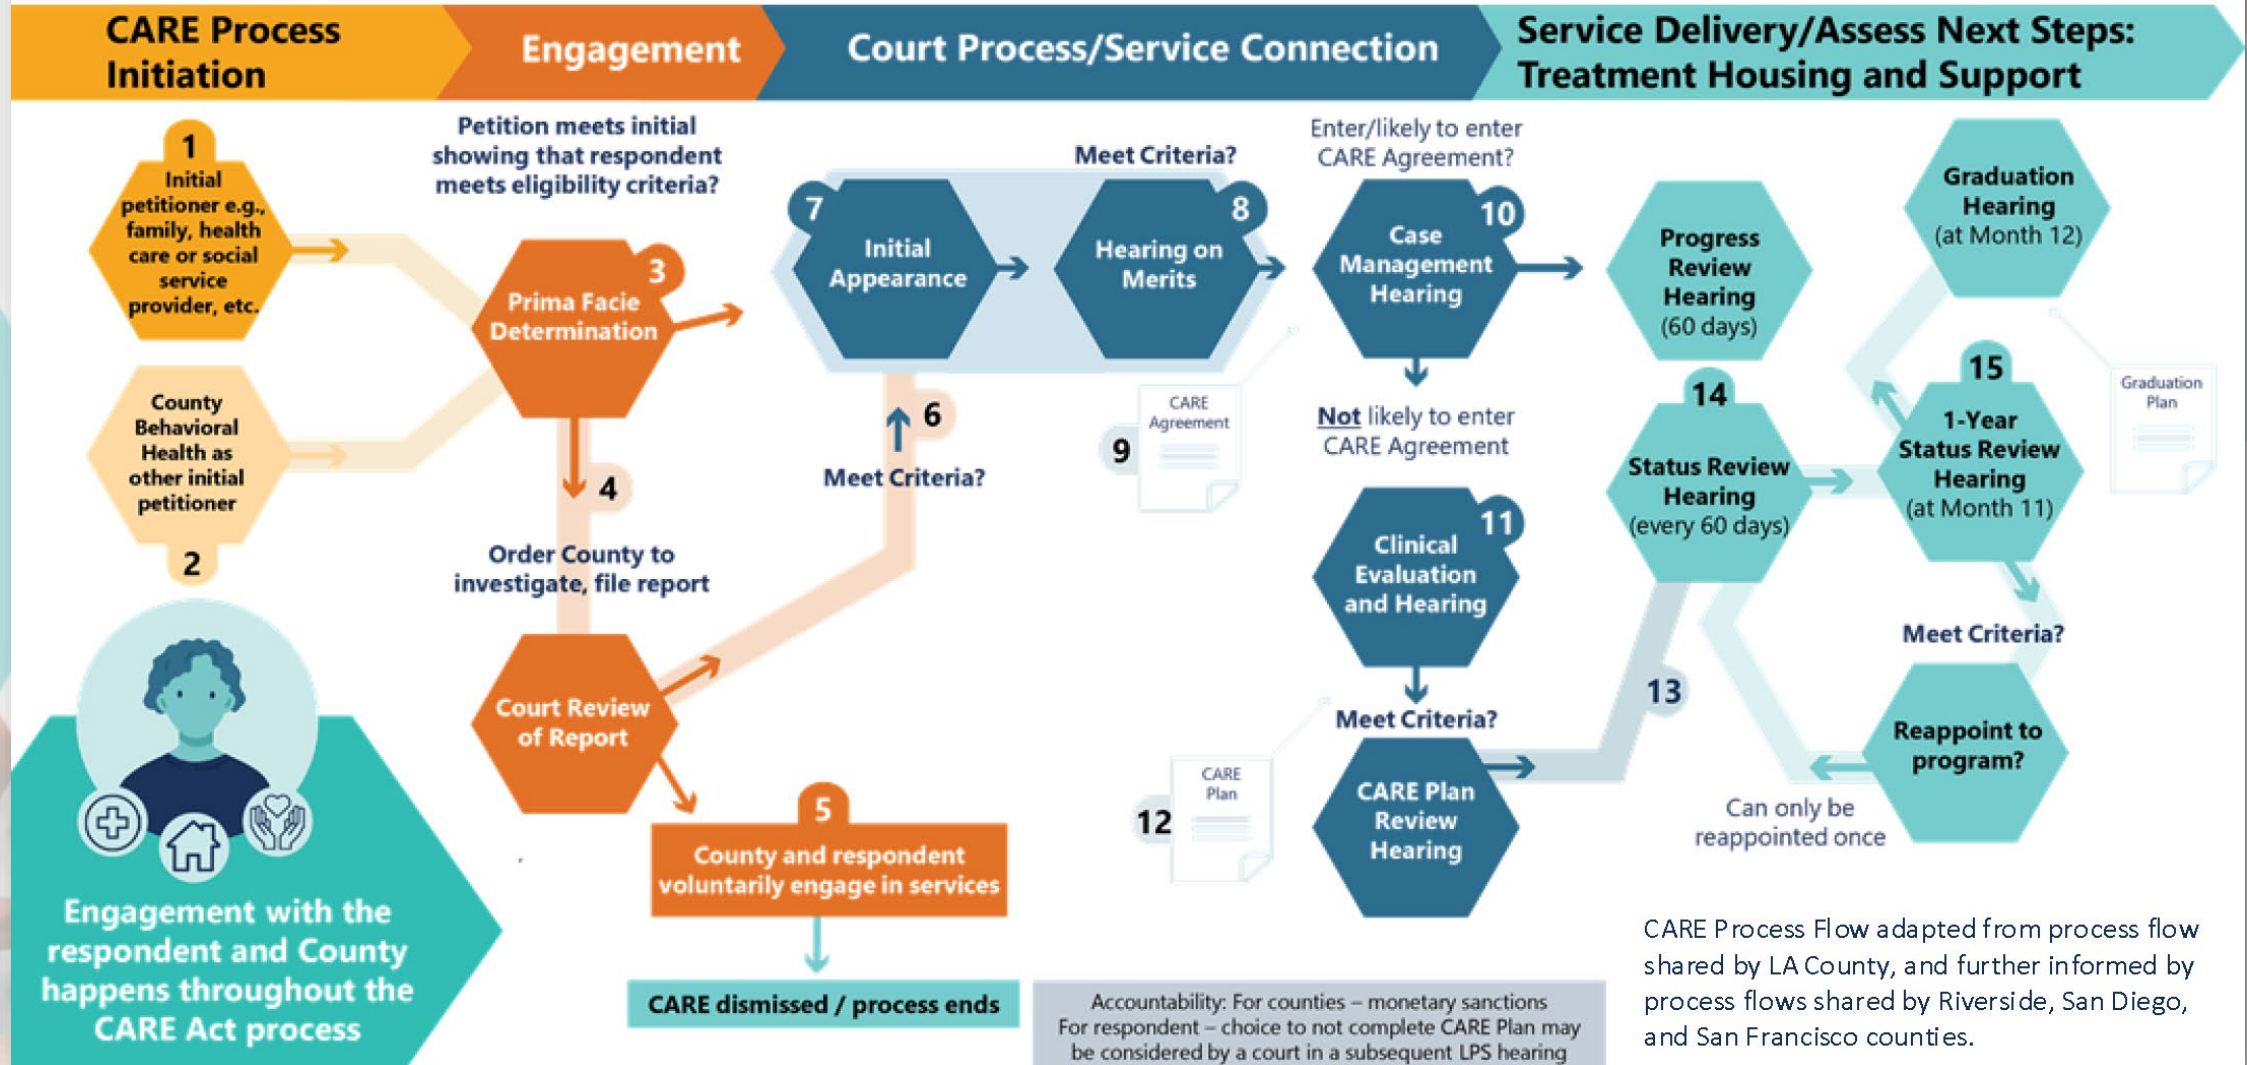 CARE Process
Initiation
Engagement
Court Process/Service Connection
Service Delivery/Assess Next Steps:
Treatment Housing and Support
1
Initial
petitioner e.g.,
family, health
care or social
service
provider, etc.
County
Behavioral
Health as
other initial
petitioner
2
Petition meets initial
showing that respondent
meets eligibility criteria?
3
Prima Facie
Determination
4
Order County to
investigate, file report
Court Review
of Report
5
County and respondent
voluntarily engage in services
CARE dismissed / process ends
6
Meet Criteria?
7
Initial
Appearance
Meet Criteria?
8
Hearing on
Merits
9
CARE
Agreement
Enter/likely to enter
CARE Agreement?
10
Case
Management
Hearing
Not likely to enter
CARE Agreement
11
Clinical
Evaluation
and Hearing
Meet Criteria?
12
CARE
Plan
CARE Plan
Review
Hearing
13
Progress
Review
Hearing
(60 days)
14
Status Review
Hearing
(every 60 days)
15
1-Year
Status Review
Hearing
(at Month 11)
Graduation
Hearing
(at Month 12)
Graduation
Plan
Meet Criteria?
Reappoint to
program?
Can only be
reappointed once
Engagement with the
respondent and County
happens throughout the
CARE Act process
Accountability: For counties – monetary sanctions
For respondent – choice to not complete CARE Plan may
be considered by a court in a subsequent LPS hearing
CARE Process Flow adapted from process flow
shared by LA County, and further informed by
process flows shared by Riverside, San Diego,
and San Francisco counties.